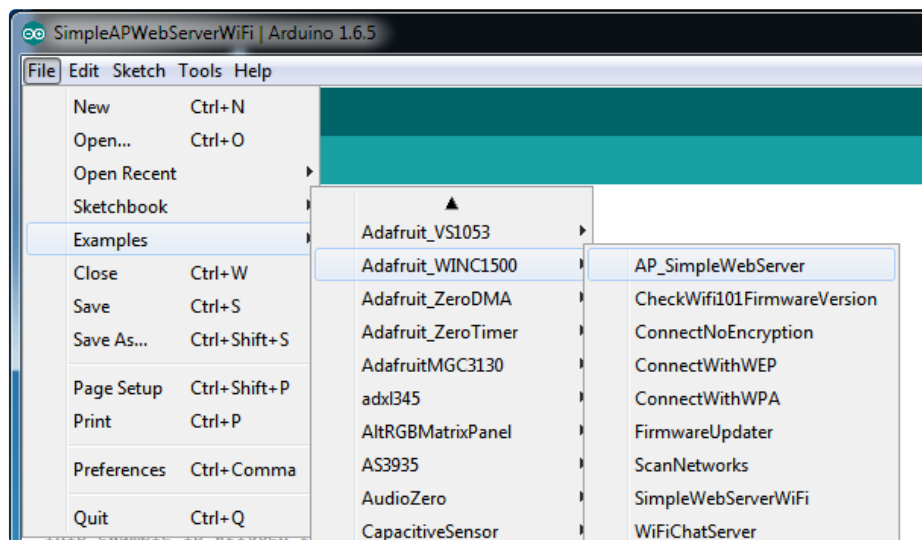 SimpleAPWebServerWiFi | Arduino 1.6.5
File Edit Sketch Tools Help
New Ctrl+N
Open... Ctrl+O
Open Recent
Sketchbook
Examples
Close Ctrl+W
Save Ctrl+S
Save As... Ctrl+Shift+S
Page Setup Ctrl+Shift+P
Print Ctrl+P
Preferences Ctrl+Comma
Quit Ctrl+Q
Adafruit_VS1053
Adafruit_WINC1500
Adafruit_ZeroDMA
Adafruit_ZeroTimer
AdafruitMGC3130
adxl345
AltRGBMatrixPanel
AS3935
AudioZero
CapacitiveSensor
AP_SimpleWebServer
CheckWifi101FirmwareVersion
ConnectNoEncryption
ConnectWithWEP
ConnectWithWPA
FirmwareUpdater
ScanNetworks
SimpleWebServerWiFi
WiFiChatServer